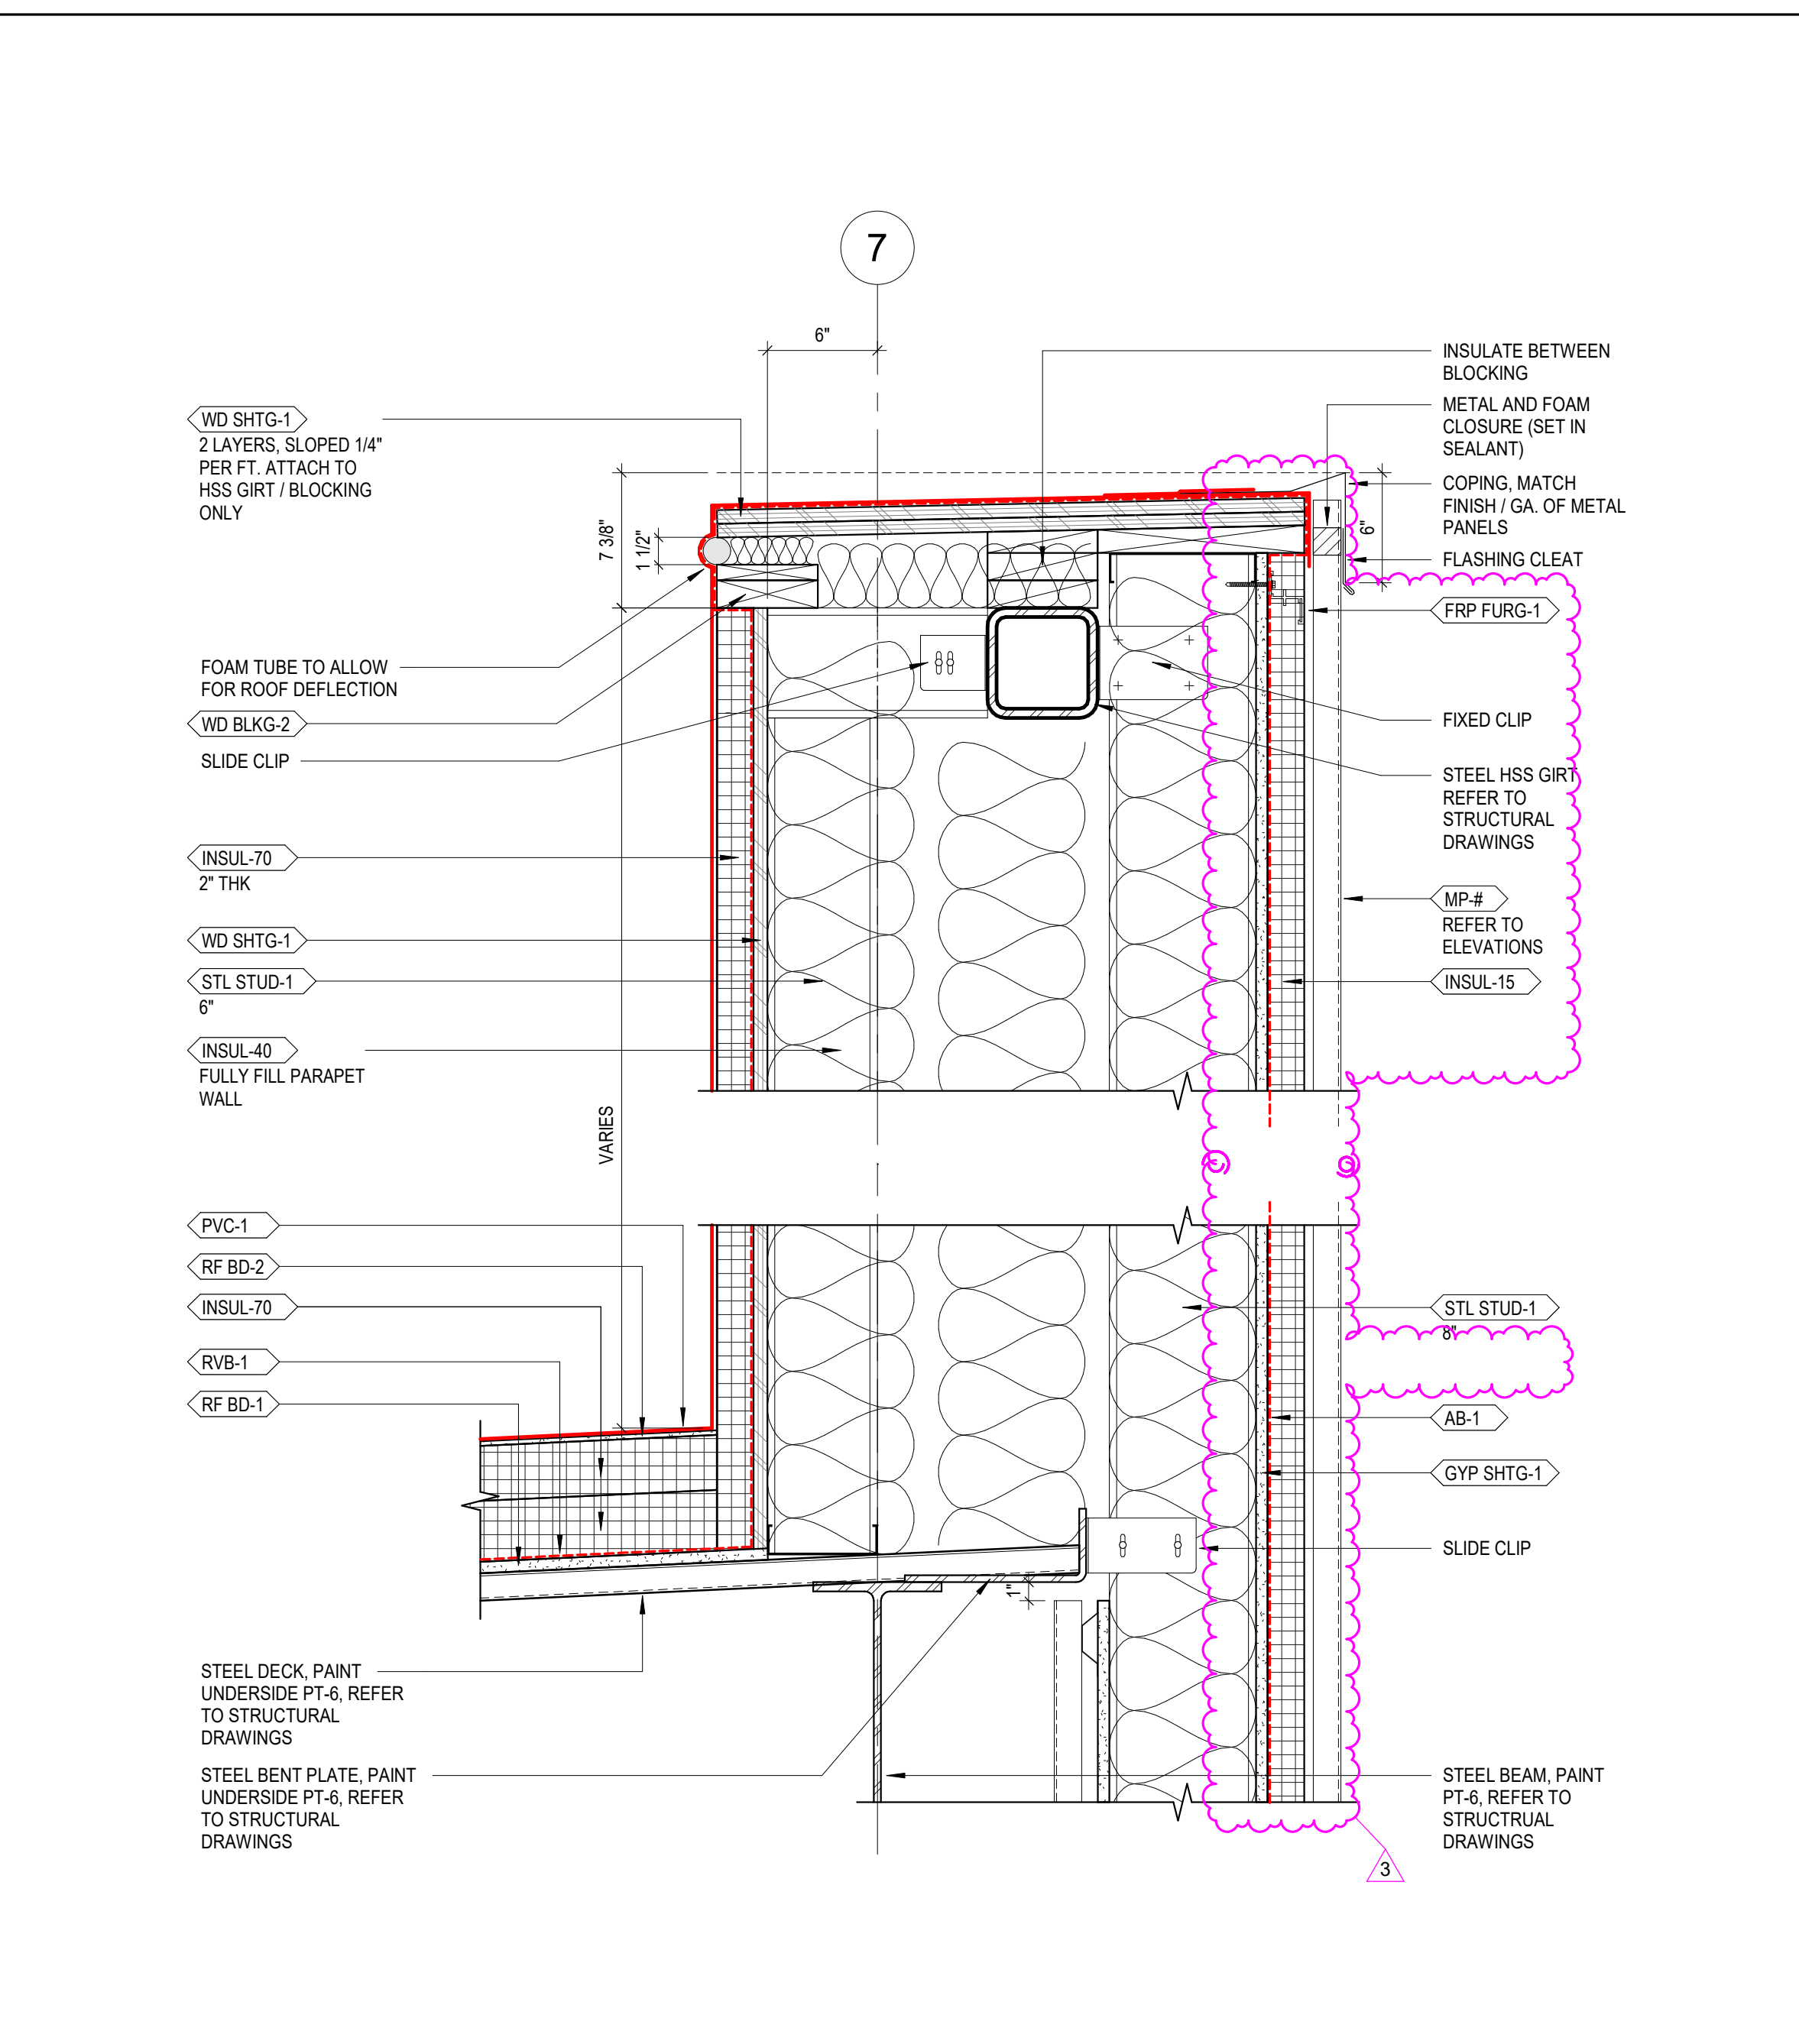 7
6"
WD SHTG-1
2 LAYERS, SLOPED 1/4"
PER FT. ATTACH TO
HSS GIRT / BLOCKING
ONLY
7 3/8"
1 1/2"
FOAM TUBE TO ALLOW
FOR ROOF DEFLECTION
WD BLKG-2
SLIDE CLIP
INSUL-70
2" THK
WD SHTG-1
STL STUD-1
6"
INSUL-40
FULLY FILL PARAPET
WALL
VARIES
PVC-1
RF BD-2
INSUL-70
RVB-1
RF BD-1
STEEL DECK, PAINT
UNDERSIDE PT-6, REFER
TO STRUCTURAL
DRAWINGS
STEEL BENT PLATE, PAINT
UNDERSIDE PT-6, REFER
TO STRUCTURAL
DRAWINGS
1"
INSULATE BETWEEN
BLOCKING
METAL AND FOAM
CLOSURE (SET IN
SEALANT)
COPING, MATCH
FINISH / GA. OF METAL
PANELS
6"
FLASHING CLEAT
FRP FURG-1
FIXED CLIP
STEEL HSS GIRT
REFER TO
STRUCTURAL
DRAWINGS
MP-#
REFER TO
ELEVATIONS
INSUL-15
STL STUD-1
8"
AB-1
GYP SHTG-1
SLIDE CLIP
STEEL BEAM, PAINT
PT-6, REFER TO
STRUCTRUAL
DRAWINGS
3